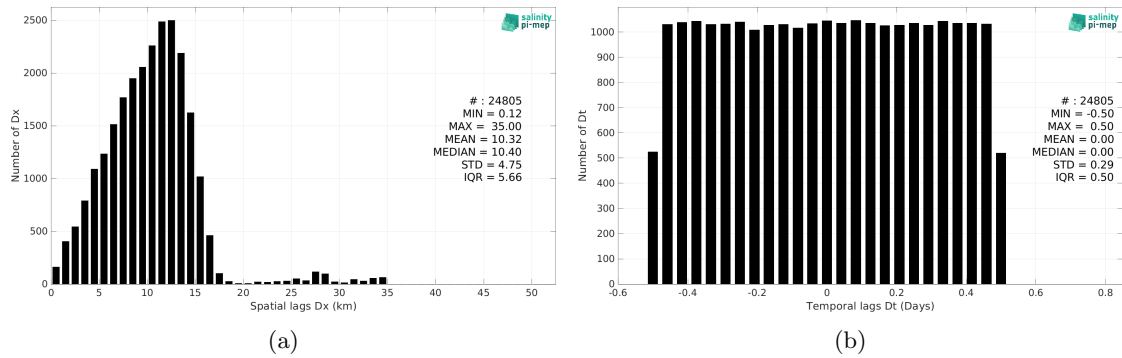 2500
2000
1500
1000
500
0
Number of Dx
0 5 10 15 20 25 30 35 40 45 50
Spatial lags Dx (km)
salinity
pi-mep
# : 24805
MIN = 0.12
MAX = 35.00
MEAN = 10.32
MEDIAN = 10.40
STD = 4.75
IQR = 5.66
(a)
1000
900
800
700
600
500
400
300
200
100
0
Number of Dt
-0.6 -0.4 -0.2 0 0.2 0.4 0.6 0.8
Temporal lags Dt (Days)
salinity
pi-mep
# : 24805
MIN = -0.50
MAX = 0.50
MEAN = 0.00
MEDIAN = 0.00
STD = 0.29
IQR = 0.50
(b)